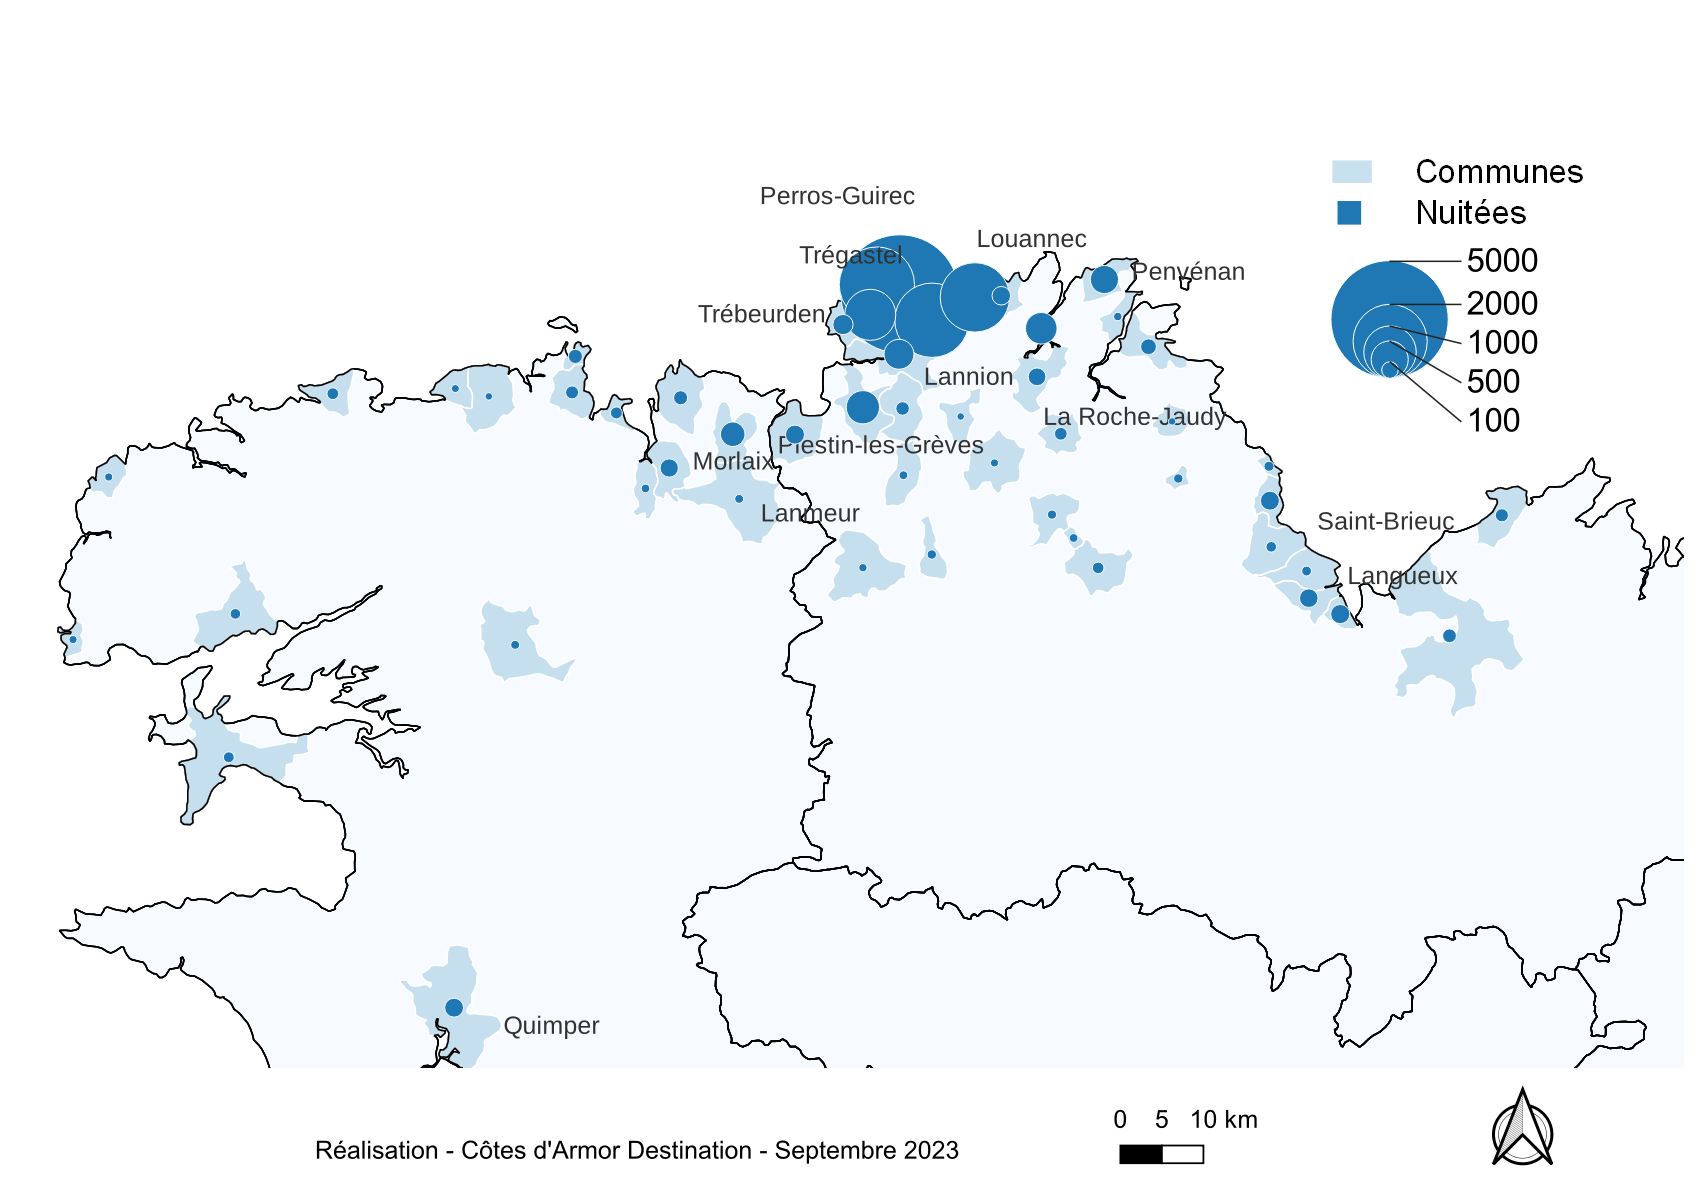 Communes
Nuitées
Perros-Guirec
Louannec
Trégastel
5000
Penvénan
2000
Trébeurden
1000
Lannion
500
La Roche-Jaudy
100
Plestin-les-Grèves
Morlaix
Lanmeur
Saint-Brieuc
Langueux
Quimper
0 5 10 km
Réalisation - Côtes d'Armor Destination - Septembre 2023